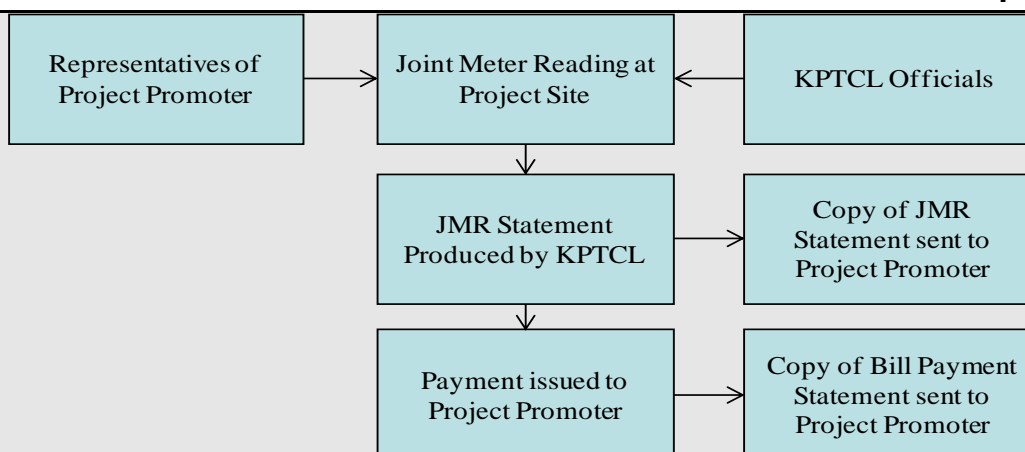 Representatives of
Project Promoter
Joint Meter Reading at
Project Site
KPTCL Officials
JMR Statement
Produced by KPTCL
Copy of JMR
Statement sent to
Project Promoter
Payment issued to
Project Promoter
Copy of Bill Payment
Statement sent to
Project Promoter